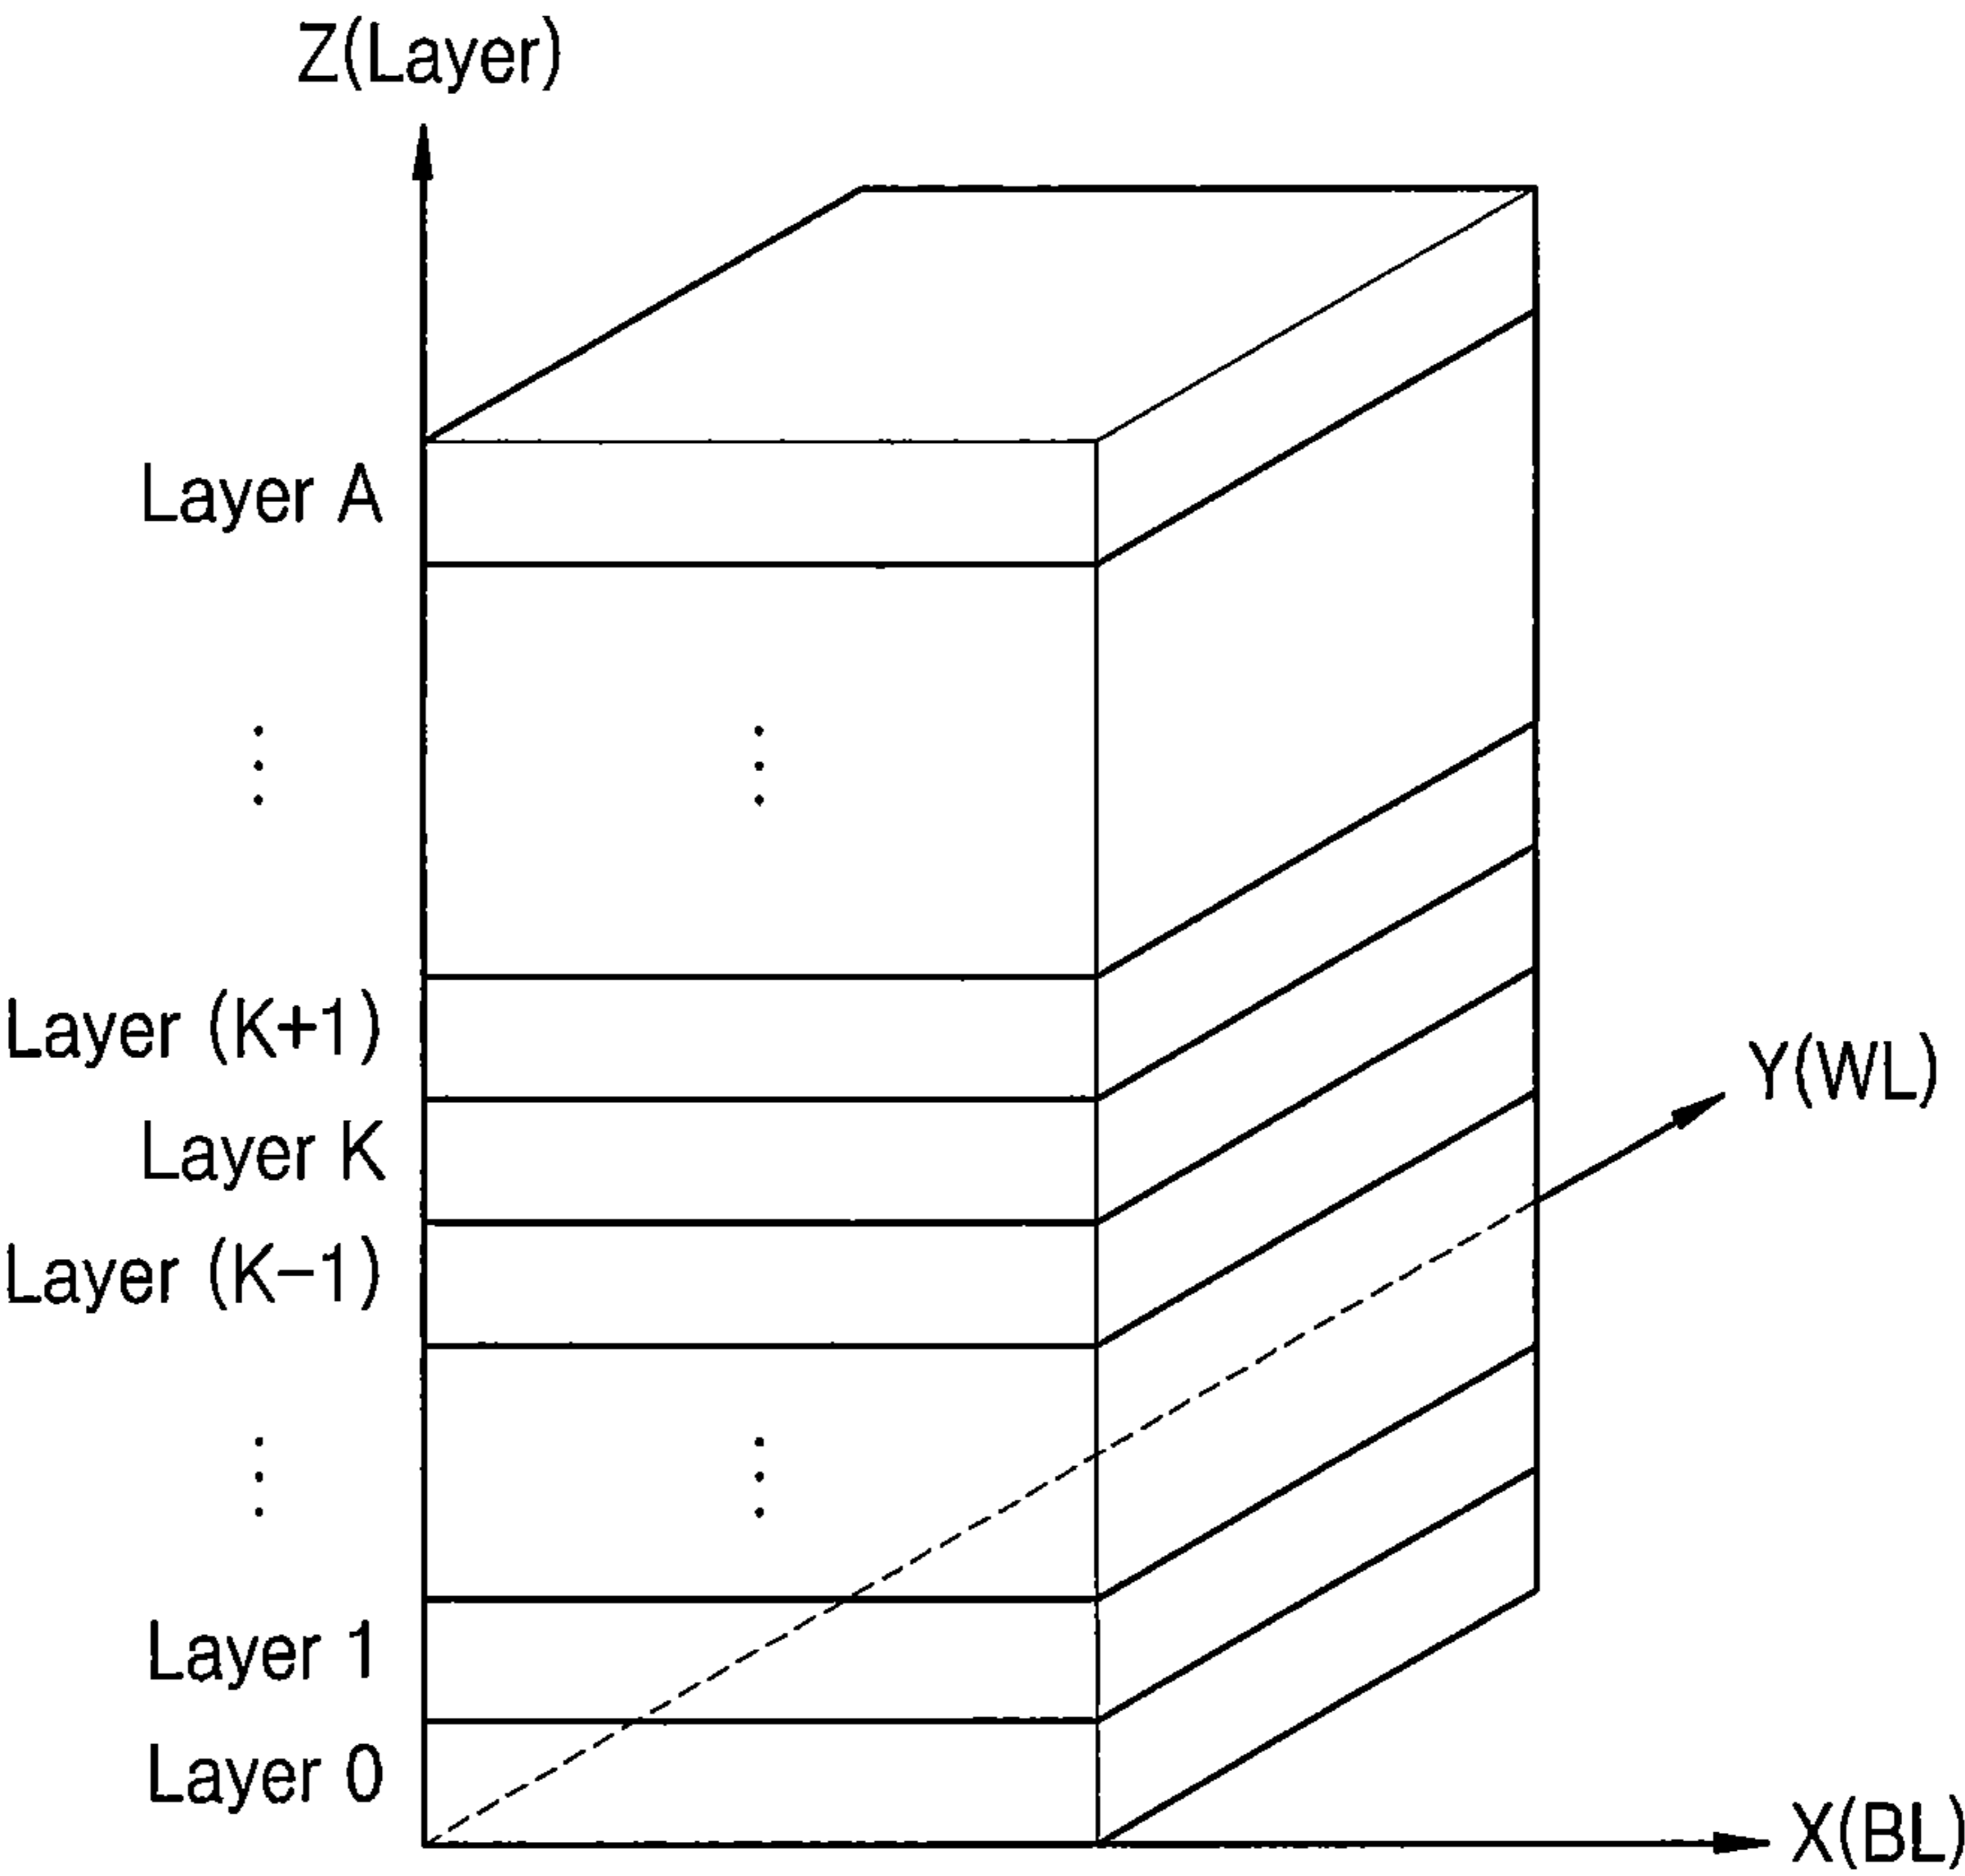 Z(Layer)
Layer A
Layer (K+1)
Y(WL)
Layer K
Layer (K−1)
Layer 1
Layer 0
X(BL)